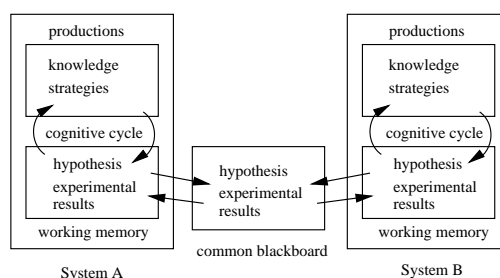 productions
knowledge
strategies
cognitive cycle
hypothesis
experimental
results
working memory
System A
hypothesis
experimental
results
common blackboard
productions
knowledge
strategies
cognitive cycle
hypothesis
experimental
results
working memory
System B